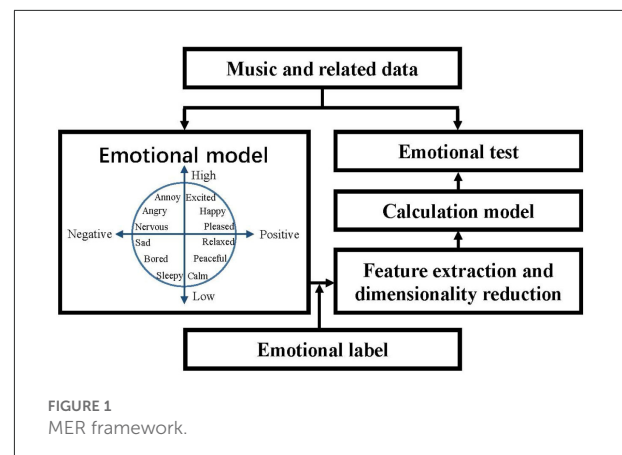 Music and related data
Emotional model
High
Annoy Excited
Angry Happy
Nervous Pleased
Negative Positive
Sad Relaxed
Bored Peaceful
Sleepy Calm
Low
Emotional test
Calculation model
Feature extraction and
dimensionality reduction
Emotional label
FIGURE 1
MER framework.